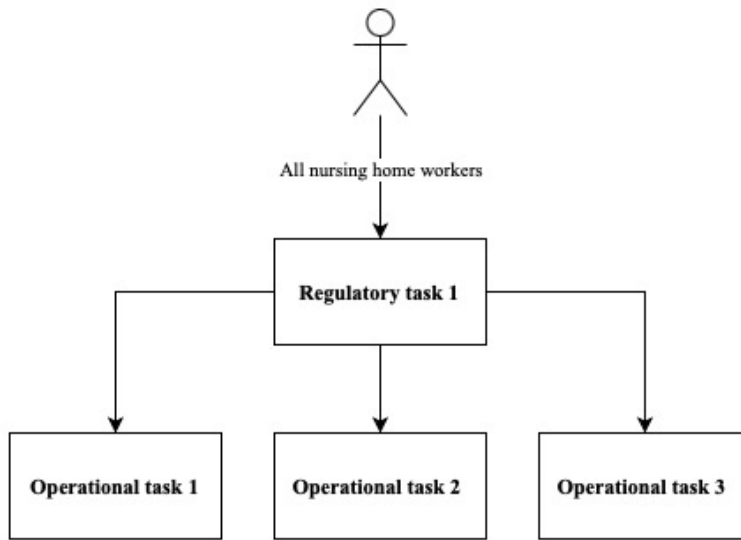 All nursing home workers
Regulatory task 1
Operational task 1
Operational task 2
Operational task 3